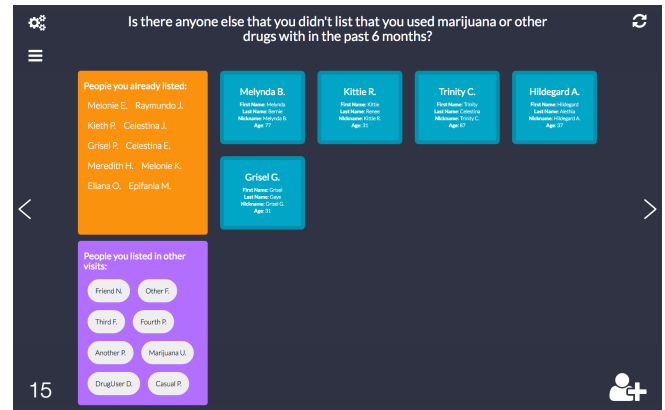 Is there anyone else that you didn't list that you used marijuana or other
drugs with in the past 6 months?
People you already listed:
Melonie E. Raymundo J.
Kieth P. Celestina J.
Grisel P. Celestina E.
Meredith H. Melonie K.
Eliana O. Epifania M.
Melynda B.
First Name: Melynda
Last Name: Bernie
Nickname: Melynda B.
Age: 77
Kittie R.
First Name: Kittie
Last Name: Renee
Nickname: Kittie R.
Age: 31
Trinity C.
First Name: Trinity
Last Name: Celestina
Nickname: Trinity C.
Age: 67
Hildegard A.
First Name: Hildegard
Last Name: Alethia
Nickname: Hildegard A.
Age: 37
Grisel G.
First Name: Grisel
Last Name: Gaye
Nickname: Grisel G.
Age: 31
People you listed in other
visits:
Friend N. Other F.
Third F. Fourth P.
Another P. Marijuana U.
DrugUser D. Casual P.
15